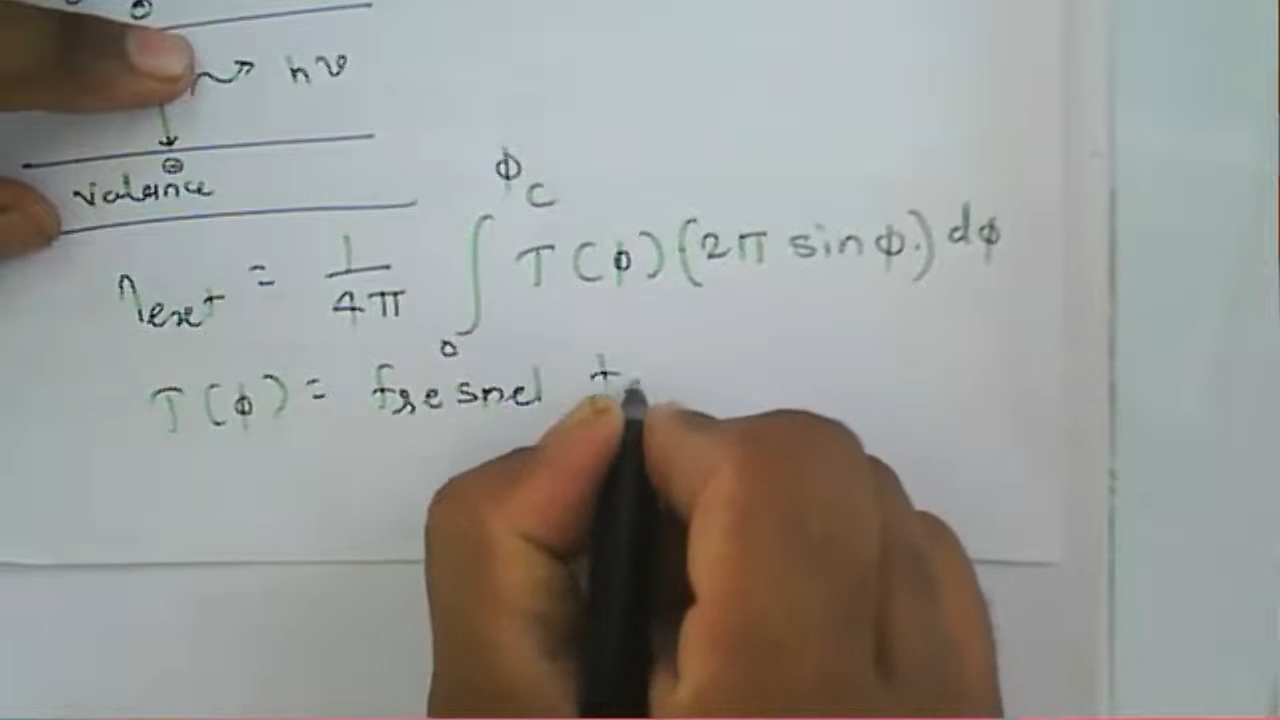 hν
valance
η_ext = 1/4π ∫₀^ϕc T(ϕ)(2π sinϕ.) dϕ
T(ϕ) = fresnel t